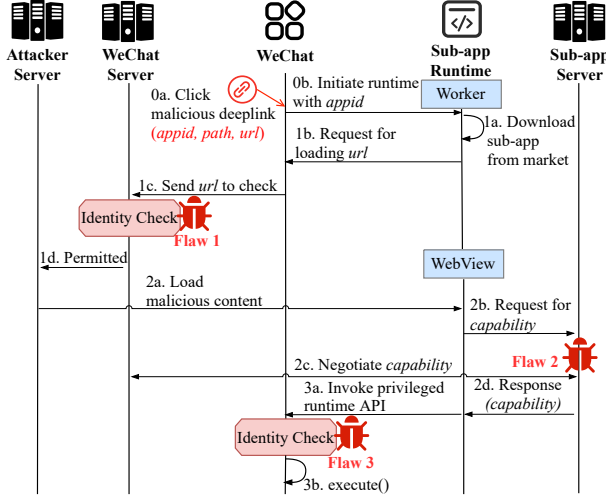 Attacker
Server
WeChat
Server
WeChat
Sub-app
Runtime
Sub-app
Server
0a. Click
malicious deeplink
(appid, path, url)
0b. Initiate runtime
with appid
Worker
1a. Download
sub-app
from market
1b. Request for
loading url
1c. Send url to check
Identity Check
Flaw 1
1d. Permitted
WebView
2a. Load
malicious content
2b. Request for
capability
Flaw 2
2c. Negotiate capability
2d. Response
(capability)
3a. Invoke privileged
runtime API
Identity Check
Flaw 3
3b. execute()